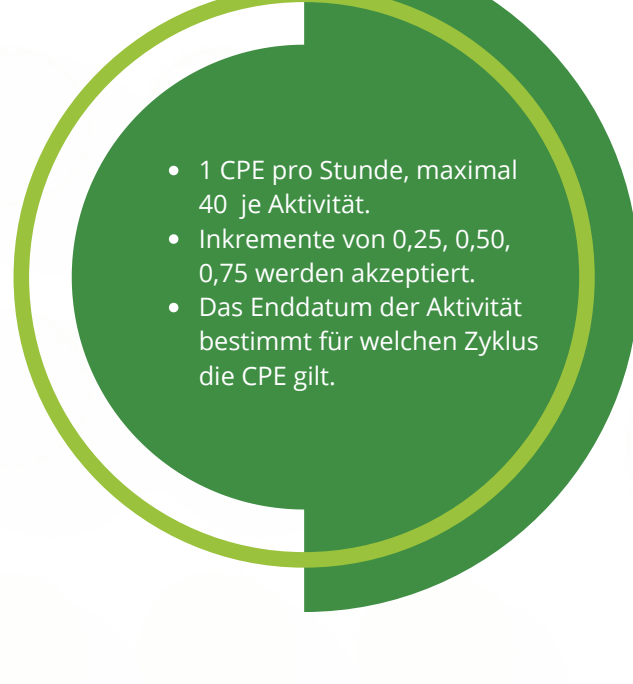 • 1 CPE pro Stunde, maximal
40  je Aktivität.
• Inkremente von 0,25, 0,50,
0,75 werden akzeptiert.
• Das Enddatum der Aktivität
bestimmt für welchen Zyklus
die CPE gilt.